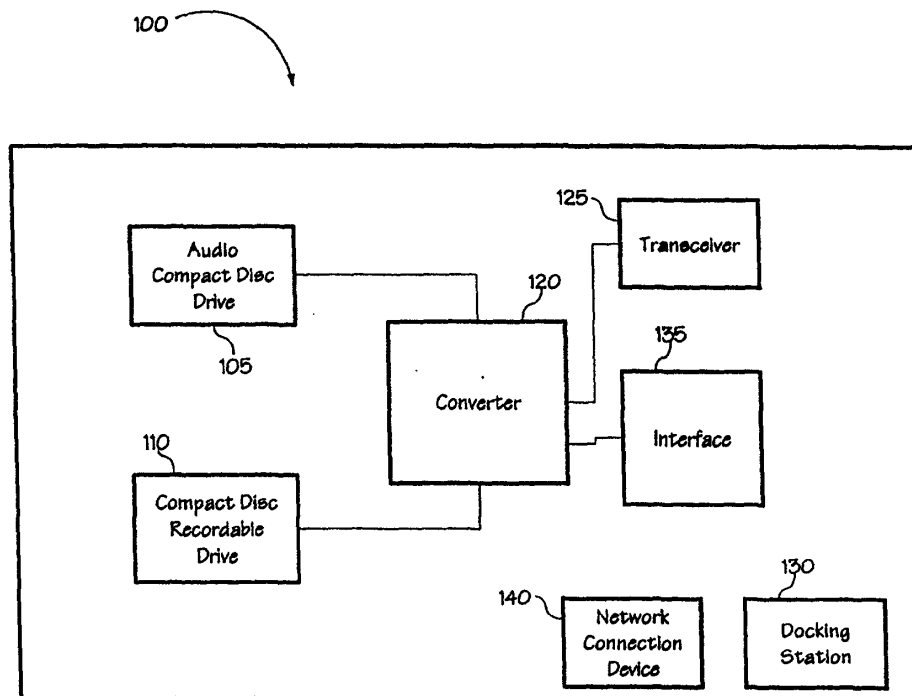 100
125
Transceiver
Audio
Compact Disc
Drive
105
120
Converter
135
Interface
110
Compact Disc
Recordable
Drive
140
Network
Connection
Device
130
Docking
Station